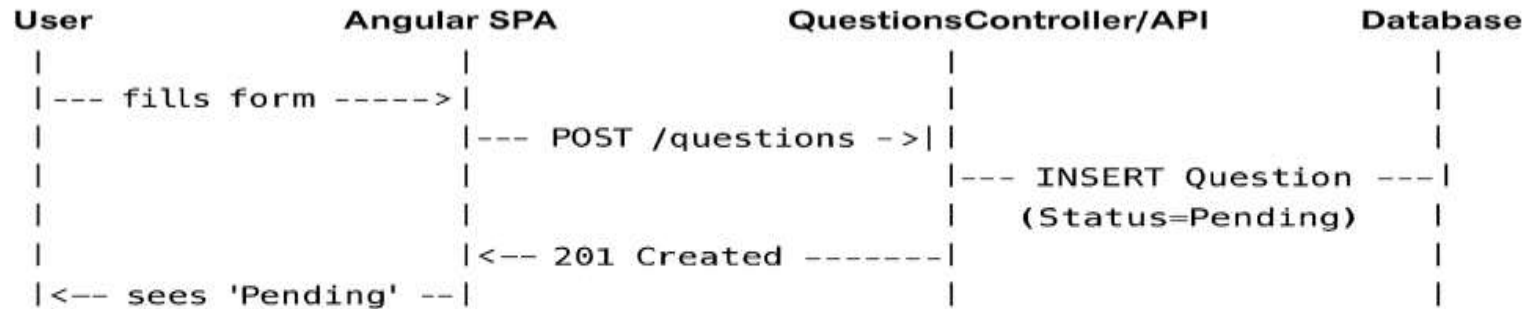 User Angular SPA QuestionsController/API Database
| | | |
|--- fills form ----->| | |
| |--- POST /questions ->|| |
| | |--- INSERT Question ---|
| | | (Status=Pending) |
| |<-- 201 Created -------| |
|<-- sees 'Pending' --| | |